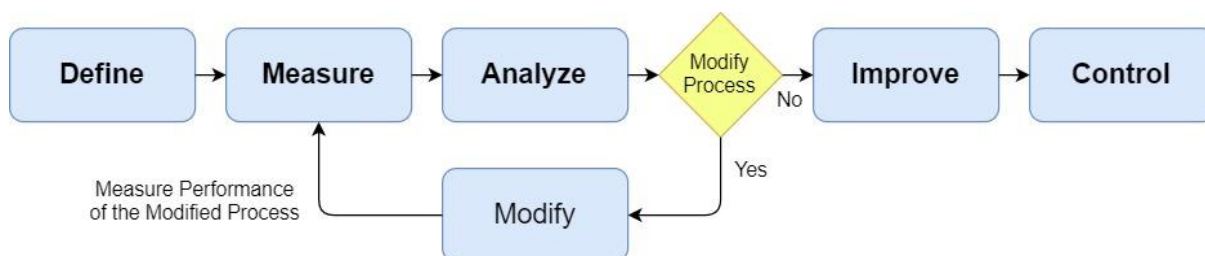 Define
Measure
Analyze
Modify
Process
No
Improve
Control
Yes
Measure Performance
of the Modified Process
Modify